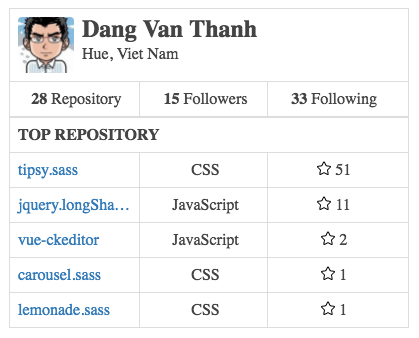 Dang Van Thanh
Hue, Viet Nam
28 Repository 15 Followers 33 Following
TOP REPOSITORY
tipsy.sass CSS 51
jquery.longSha... JavaScript 11
vue-ckeditor JavaScript 2
carousel.sass CSS 1
lemonade.sass CSS 1